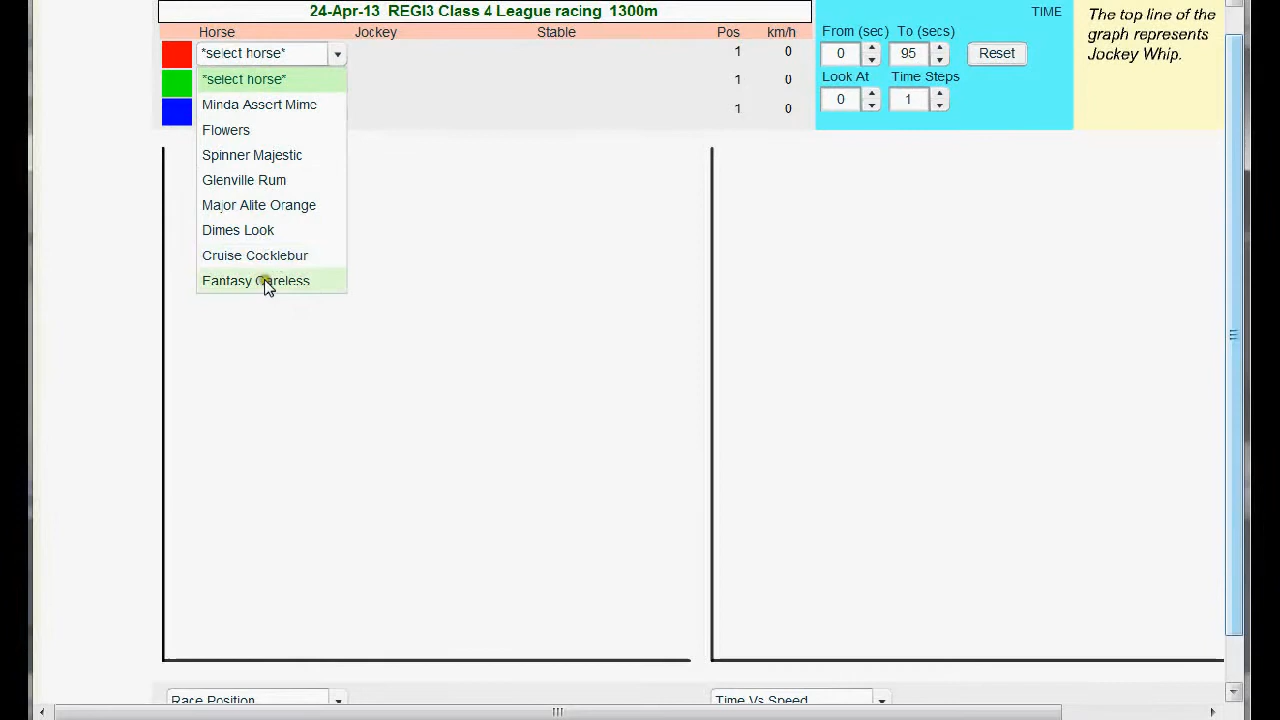 24-Apr-13 REGI3 Class 4 League racing 1300m
Horse Jockey Stable Pos km/h
*select horse* 1 0
*select horse* 1 0
Minda Assert Mimc
1 0
Flowers
Spinner Majestic
Glenville Rum
Major Alite Orange
Dimes Look
Cruise Cocklebur
Fantasy Careless
TIME
From (sec) To (secs)
0 95 Reset
Look At Time Steps
0 1
The top line of the
graph represents
Jockey Whip.
Race Position
Time Vs Speed